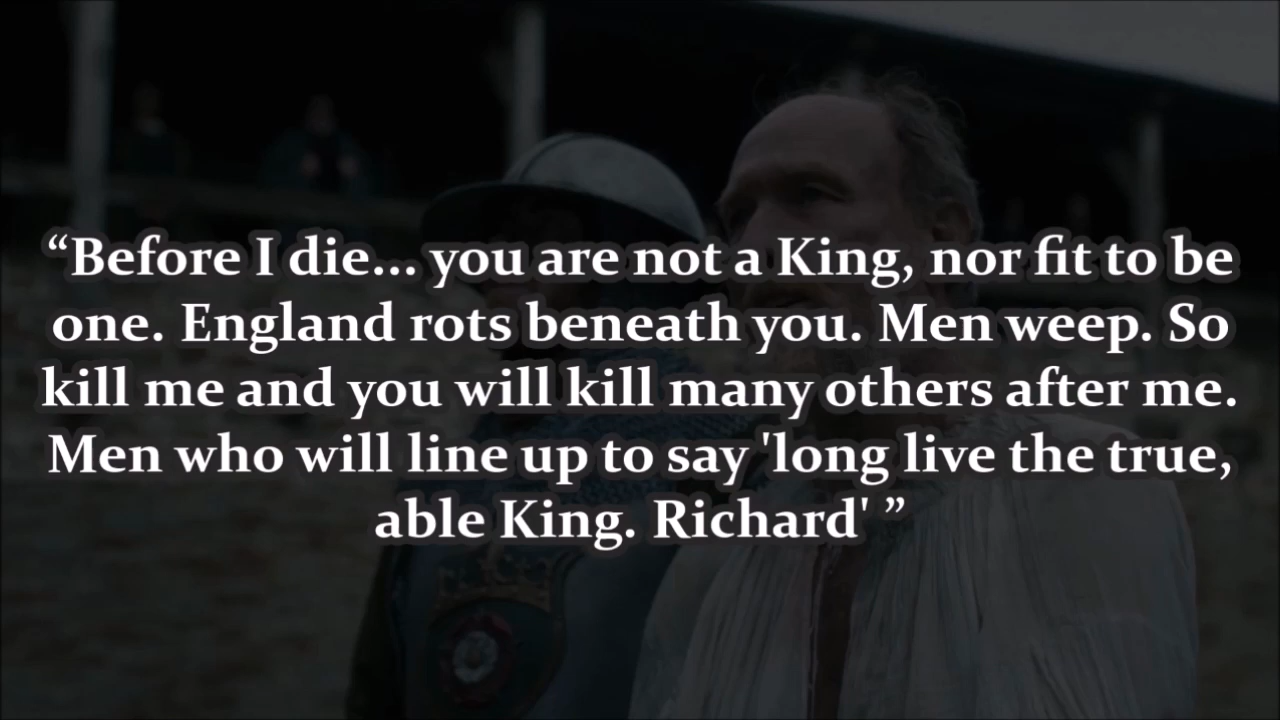 “Before I die... you are not a King, nor fit to be
one. England rots beneath you. Men weep. So
kill me and you will kill many others after me.
Men who will line up to say 'long live the true,
able King. Richard' ”